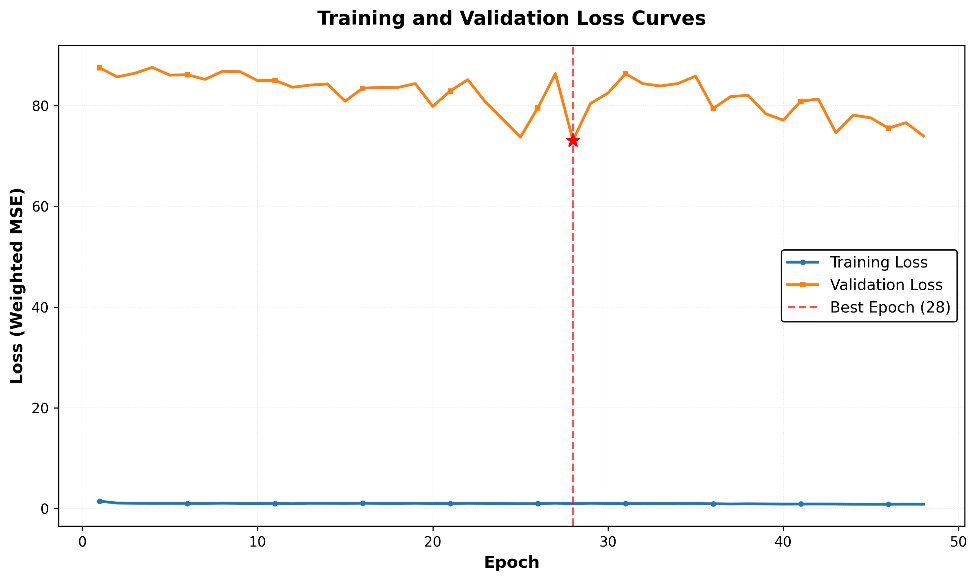 Training and Validation Loss Curves
Loss (Weighted MSE)
80
60
40
20
0
Training Loss
Validation Loss
Best Epoch (28)
0 10 20 30 40 50
Epoch